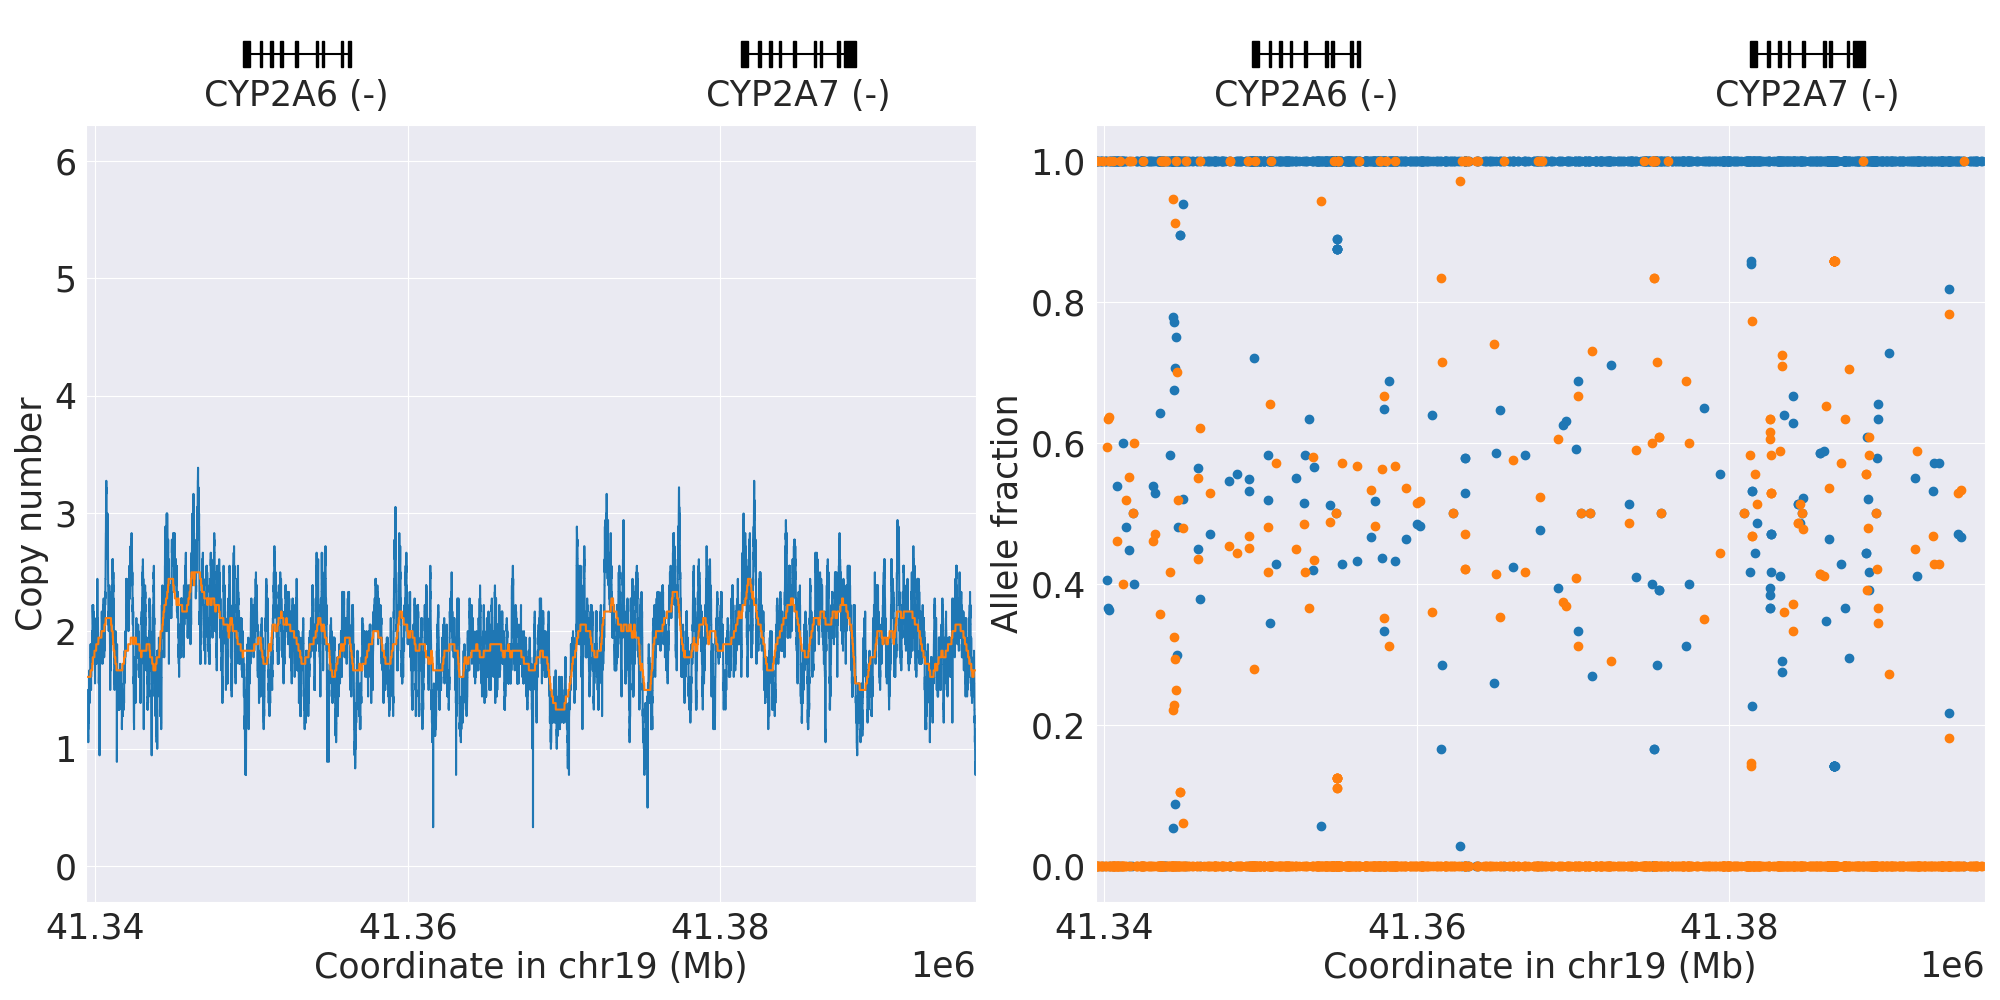 CYP2A6 (-)
CYP2A7 (-)
6
5
4
3
2
1
0
Copy number
41.34
41.36
41.38
Coordinate in chr19 (Mb)
1e6
CYP2A6 (-)
CYP2A7 (-)
1.0
0.8
0.6
0.4
0.2
0.0
Allele fraction
41.34
41.36
41.38
Coordinate in chr19 (Mb)
1e6